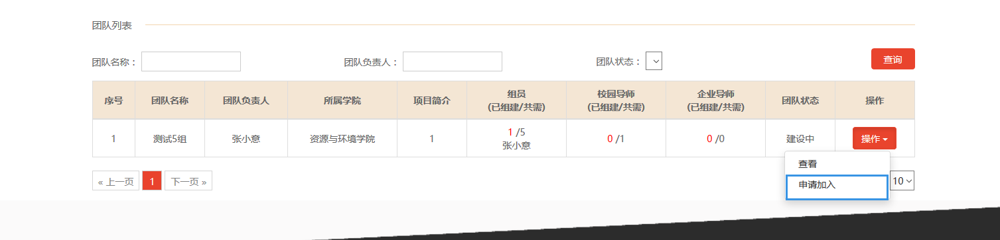 团队列表
团队名称： 团队负责人： 团队状态： 查询
序号 团队名称 团队负责人 所属学院 项目简介 组员 校园导师 企业导师 团队状态 操作
(已组建/共需) (已组建/共需) (已组建/共需)
1 测试5组 张小意 资源与环境学院 1 1 /5 0 /1 0 /0 建设中 操作
张小意
查看
« 上一页 1 下一页 » 申请加入 10